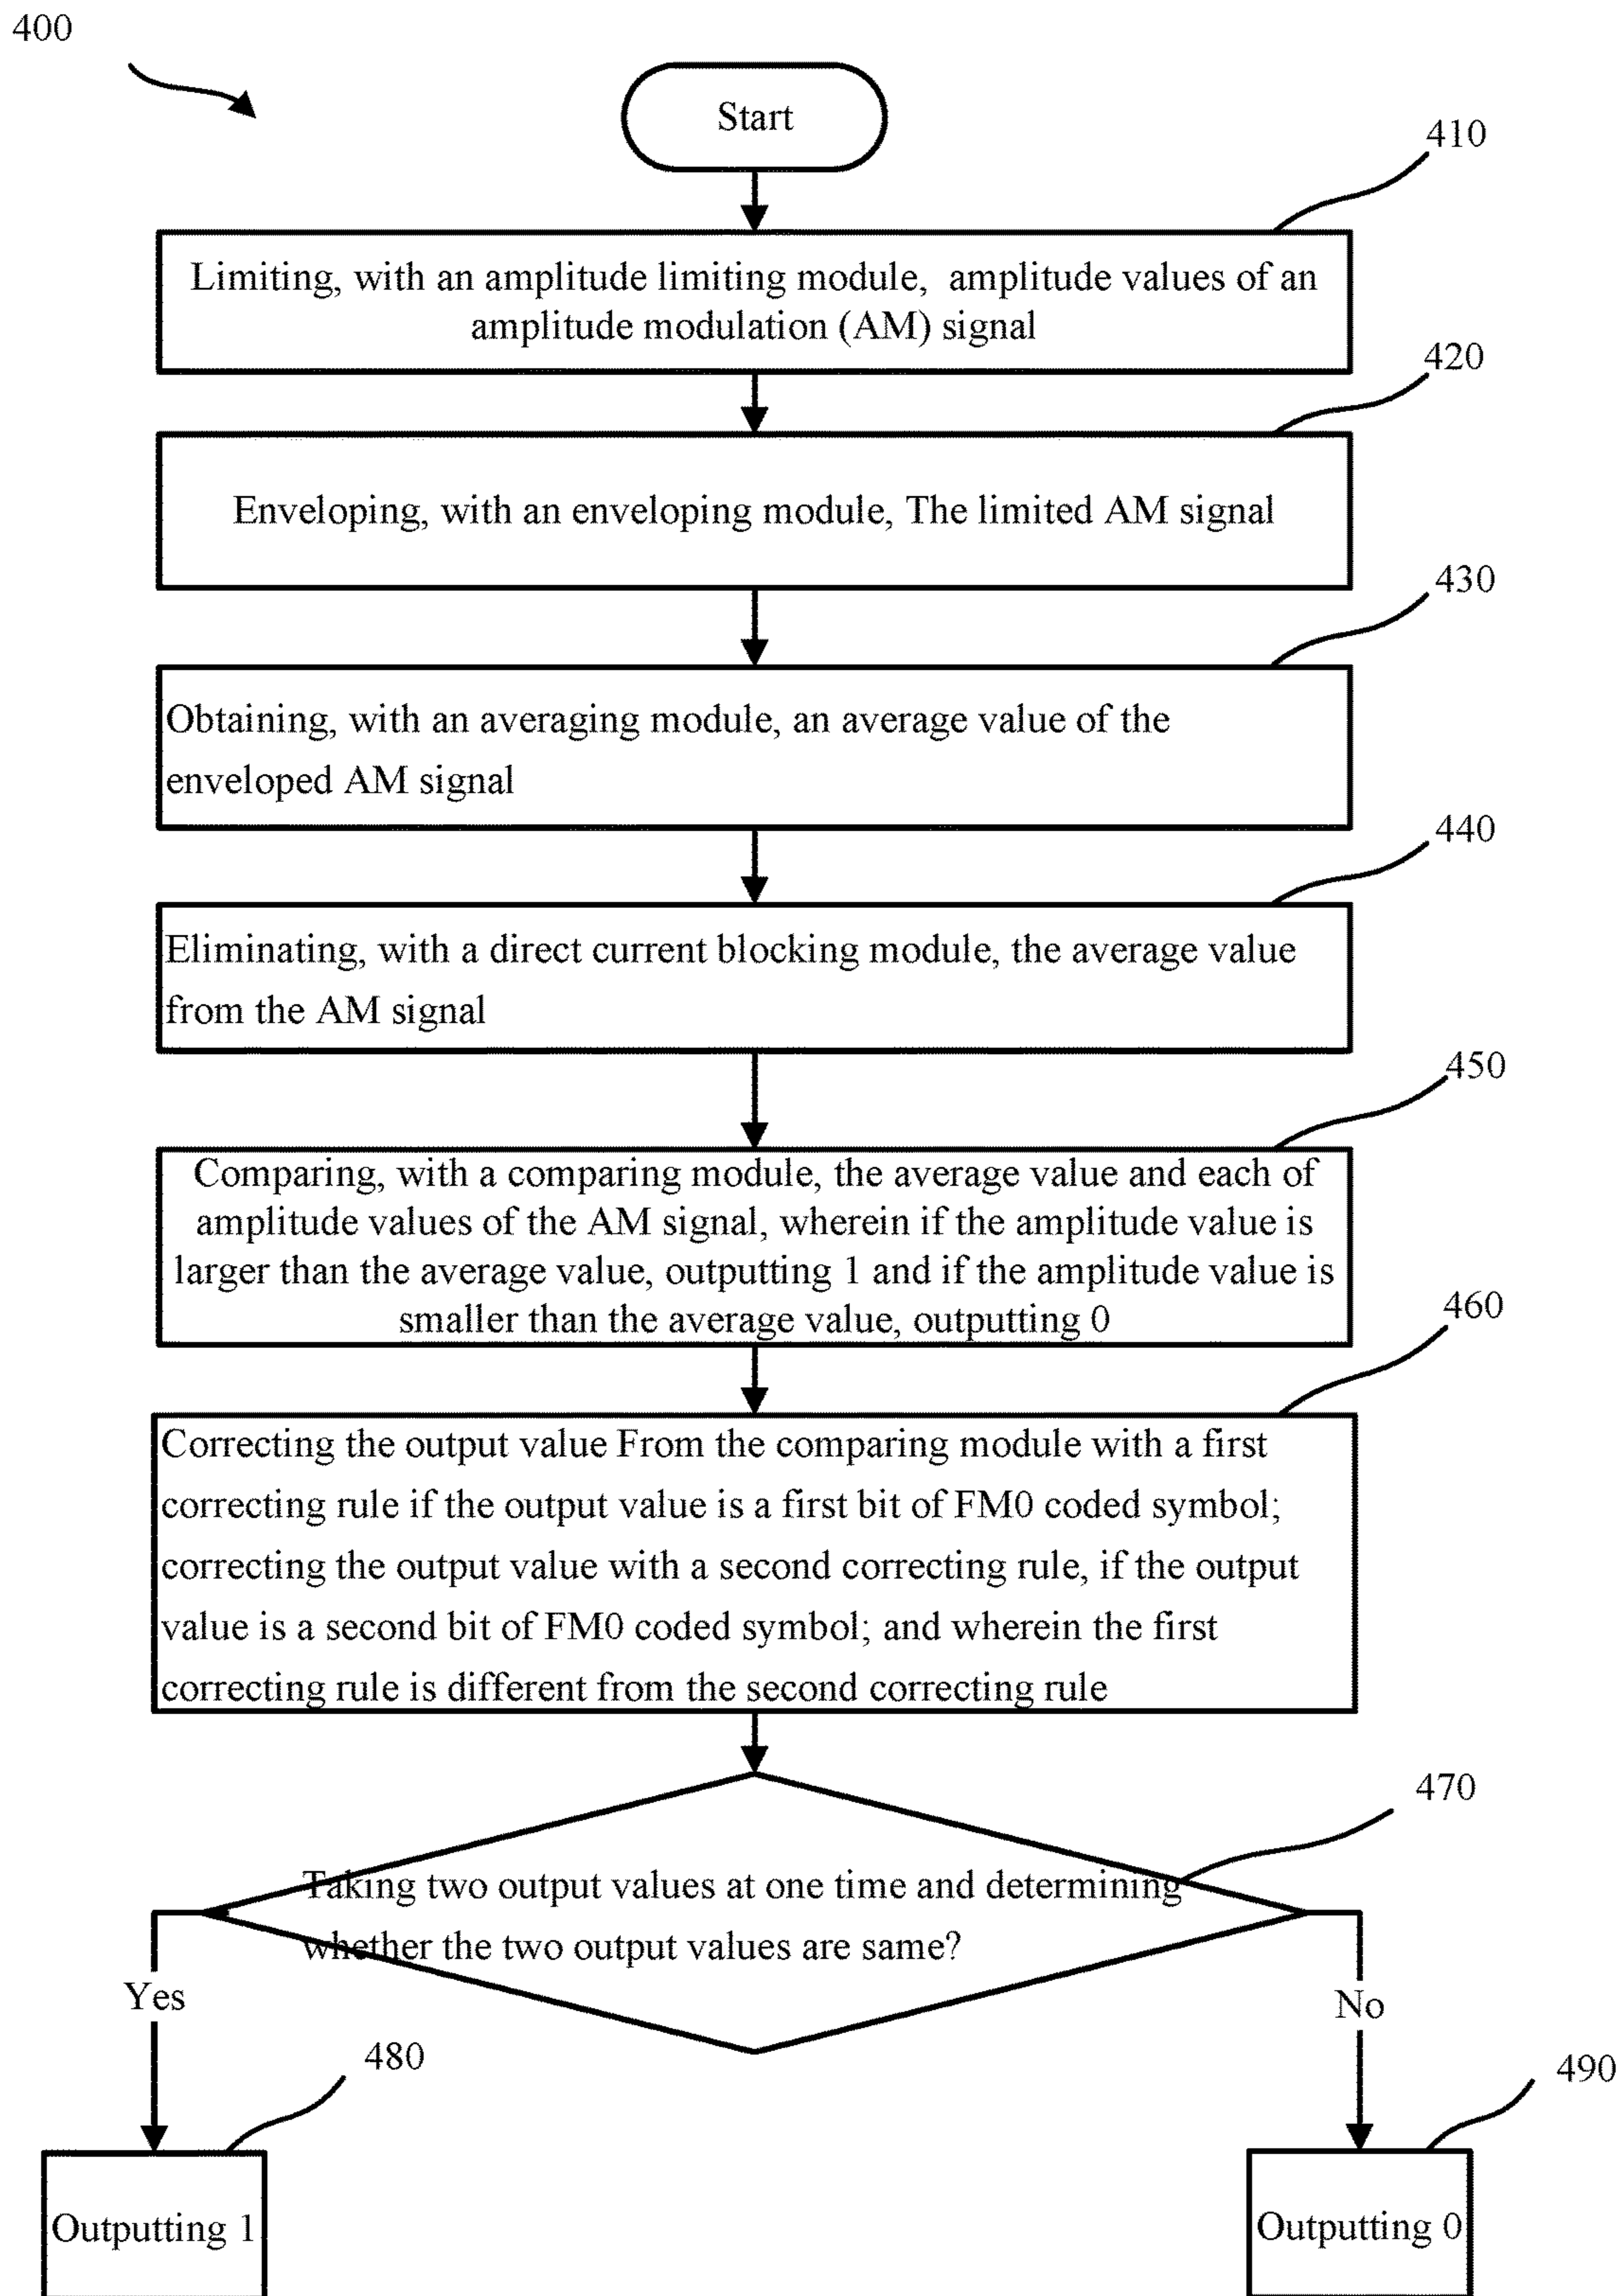 400
Start
410
Limiting, with an amplitude limiting module, amplitude values of an
amplitude modulation (AM) signal
420
Enveloping, with an enveloping module, The limited AM signal
430
Obtaining, with an averaging module, an average value of the
enveloped AM signal
440
Eliminating, with a direct current blocking module, the average value
from the AM signal
450
Comparing, with a comparing module, the average value and each of
amplitude values of the AM signal, wherein if the amplitude value is
larger than the average value, outputting 1 and if the amplitude value is
smaller than the average value, outputting 0
460
Correcting the output value From the comparing module with a first
correcting rule if the output value is a first bit of FM0 coded symbol;
correcting the output value with a second correcting rule, if the output
value is a second bit of FM0 coded symbol; and wherein the first
correcting rule is different from the second correcting rule
470
Taking two output values at one time and determining
whether the two output values are same?
Yes
No
480
490
Outputting 1
Outputting 0